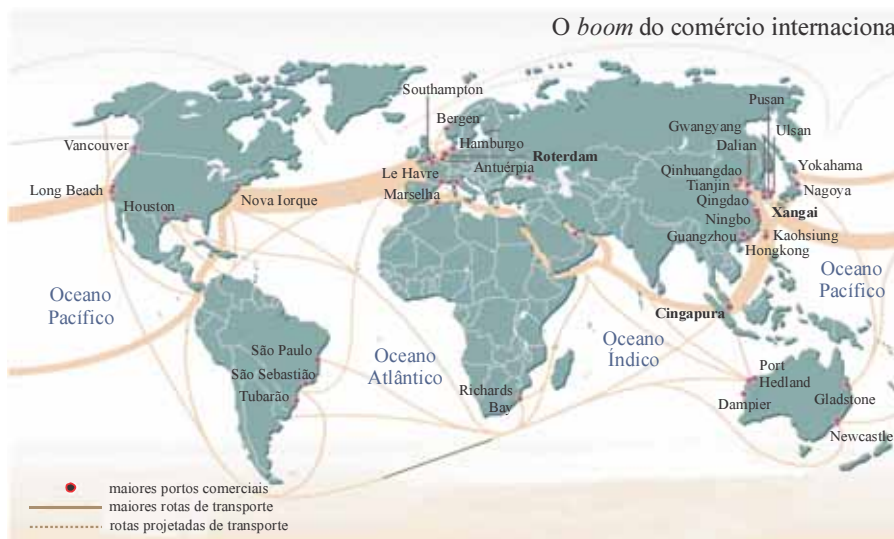 O boom do comércio internaciona
Southampton
Bergen
Hamburgo
Roterdam
Antuérpia
Le Havre
Marselha
Vancouver
Long Beach
Houston
Nova Iorque
Pusan
Gwangyang
Ulsan
Dalian
Qinhuangdao
Tianjin
Yokahama
Qingdao
Nagoya
Ningbo
Xangai
Guangzhou
Kaohsiung
Hongkong
Oceano
Pacífico
Oceano
Pacífico
Cingapura
São Paulo
São Sebastião
Tubarão
Oceano
Atlântico
Oceano
Índico
Richards
Bay
Port
Hedland
Dampier
Gladstone
Newcastle
maiores portos comerciais
maiores rotas de transporte
rotas projetadas de transporte